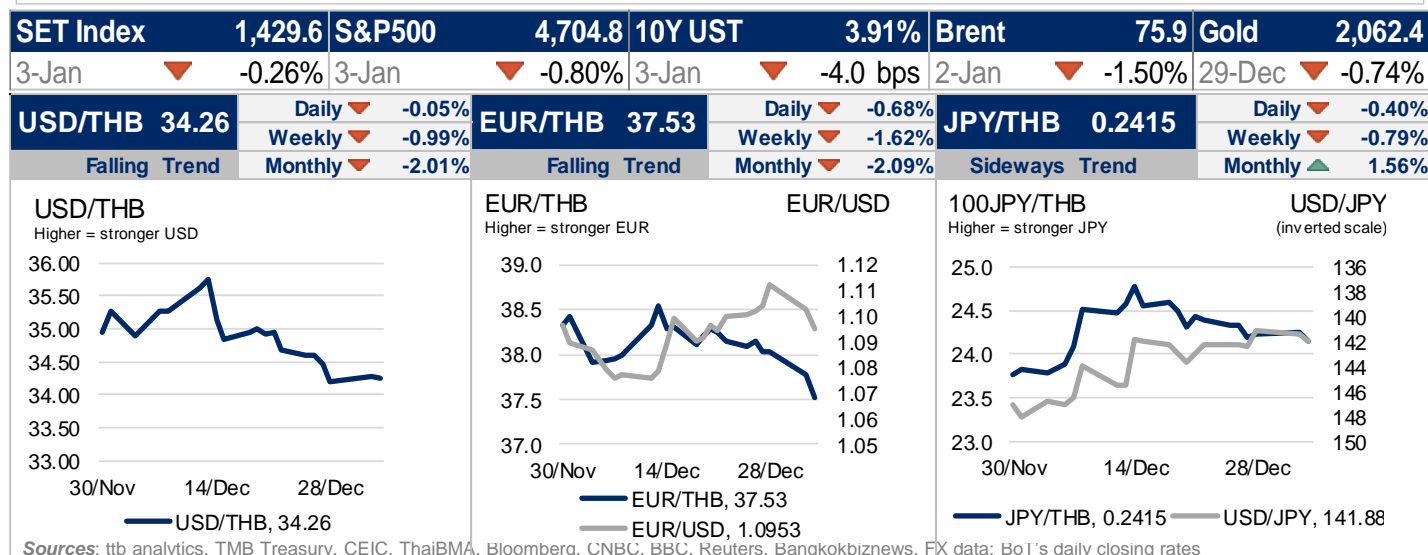 SET Index 1,429.6 S&P500 4,704.8 10Y UST 3.91% Brent 75.9 Gold 2,062.4
3-Jan -0.26% 3-Jan -0.80% 3-Jan -4.0 bps 2-Jan -1.50% 29-Dec -0.74%
USD/THB 34.26
Daily -0.05%
Weekly -0.99%
Falling Trend Monthly -2.01%
EUR/THB 37.53
Daily -0.68%
Weekly -1.62%
Falling Trend Monthly -2.09%
JPY/THB 0.2415
Daily -0.40%
Weekly -0.79%
Sideways Trend Monthly 1.56%
USD/THB
Higher = stronger USD
36.00
35.50
35.00
34.50
34.00
33.50
33.00
30/Nov 14/Dec 28/Dec
USD/THB, 34.26
EUR/THB EUR/USD
Higher = stronger EUR
39.0
38.5
38.0
37.5
37.0
1.12
1.11
1.10
1.09
1.08
1.07
1.06
1.05
30/Nov 14/Dec 28/Dec
EUR/THB, 37.53
EUR/USD, 1.0953
100JPY/THB USD/JPY
Higher = stronger JPY (inverted scale)
25.0
24.5
24.0
23.5
23.0
136
138
140
142
144
146
148
150
30/Nov 14/Dec 28/Dec
JPY/THB, 0.2415 USD/JPY, 141.88
Sources: ttb analytics, TMB Treasury, CEIC, ThaiBMA, Bloomberg, CNBC, BBC, Reuters, Bangkokbiznews, FX data: BoT's daily closing rates